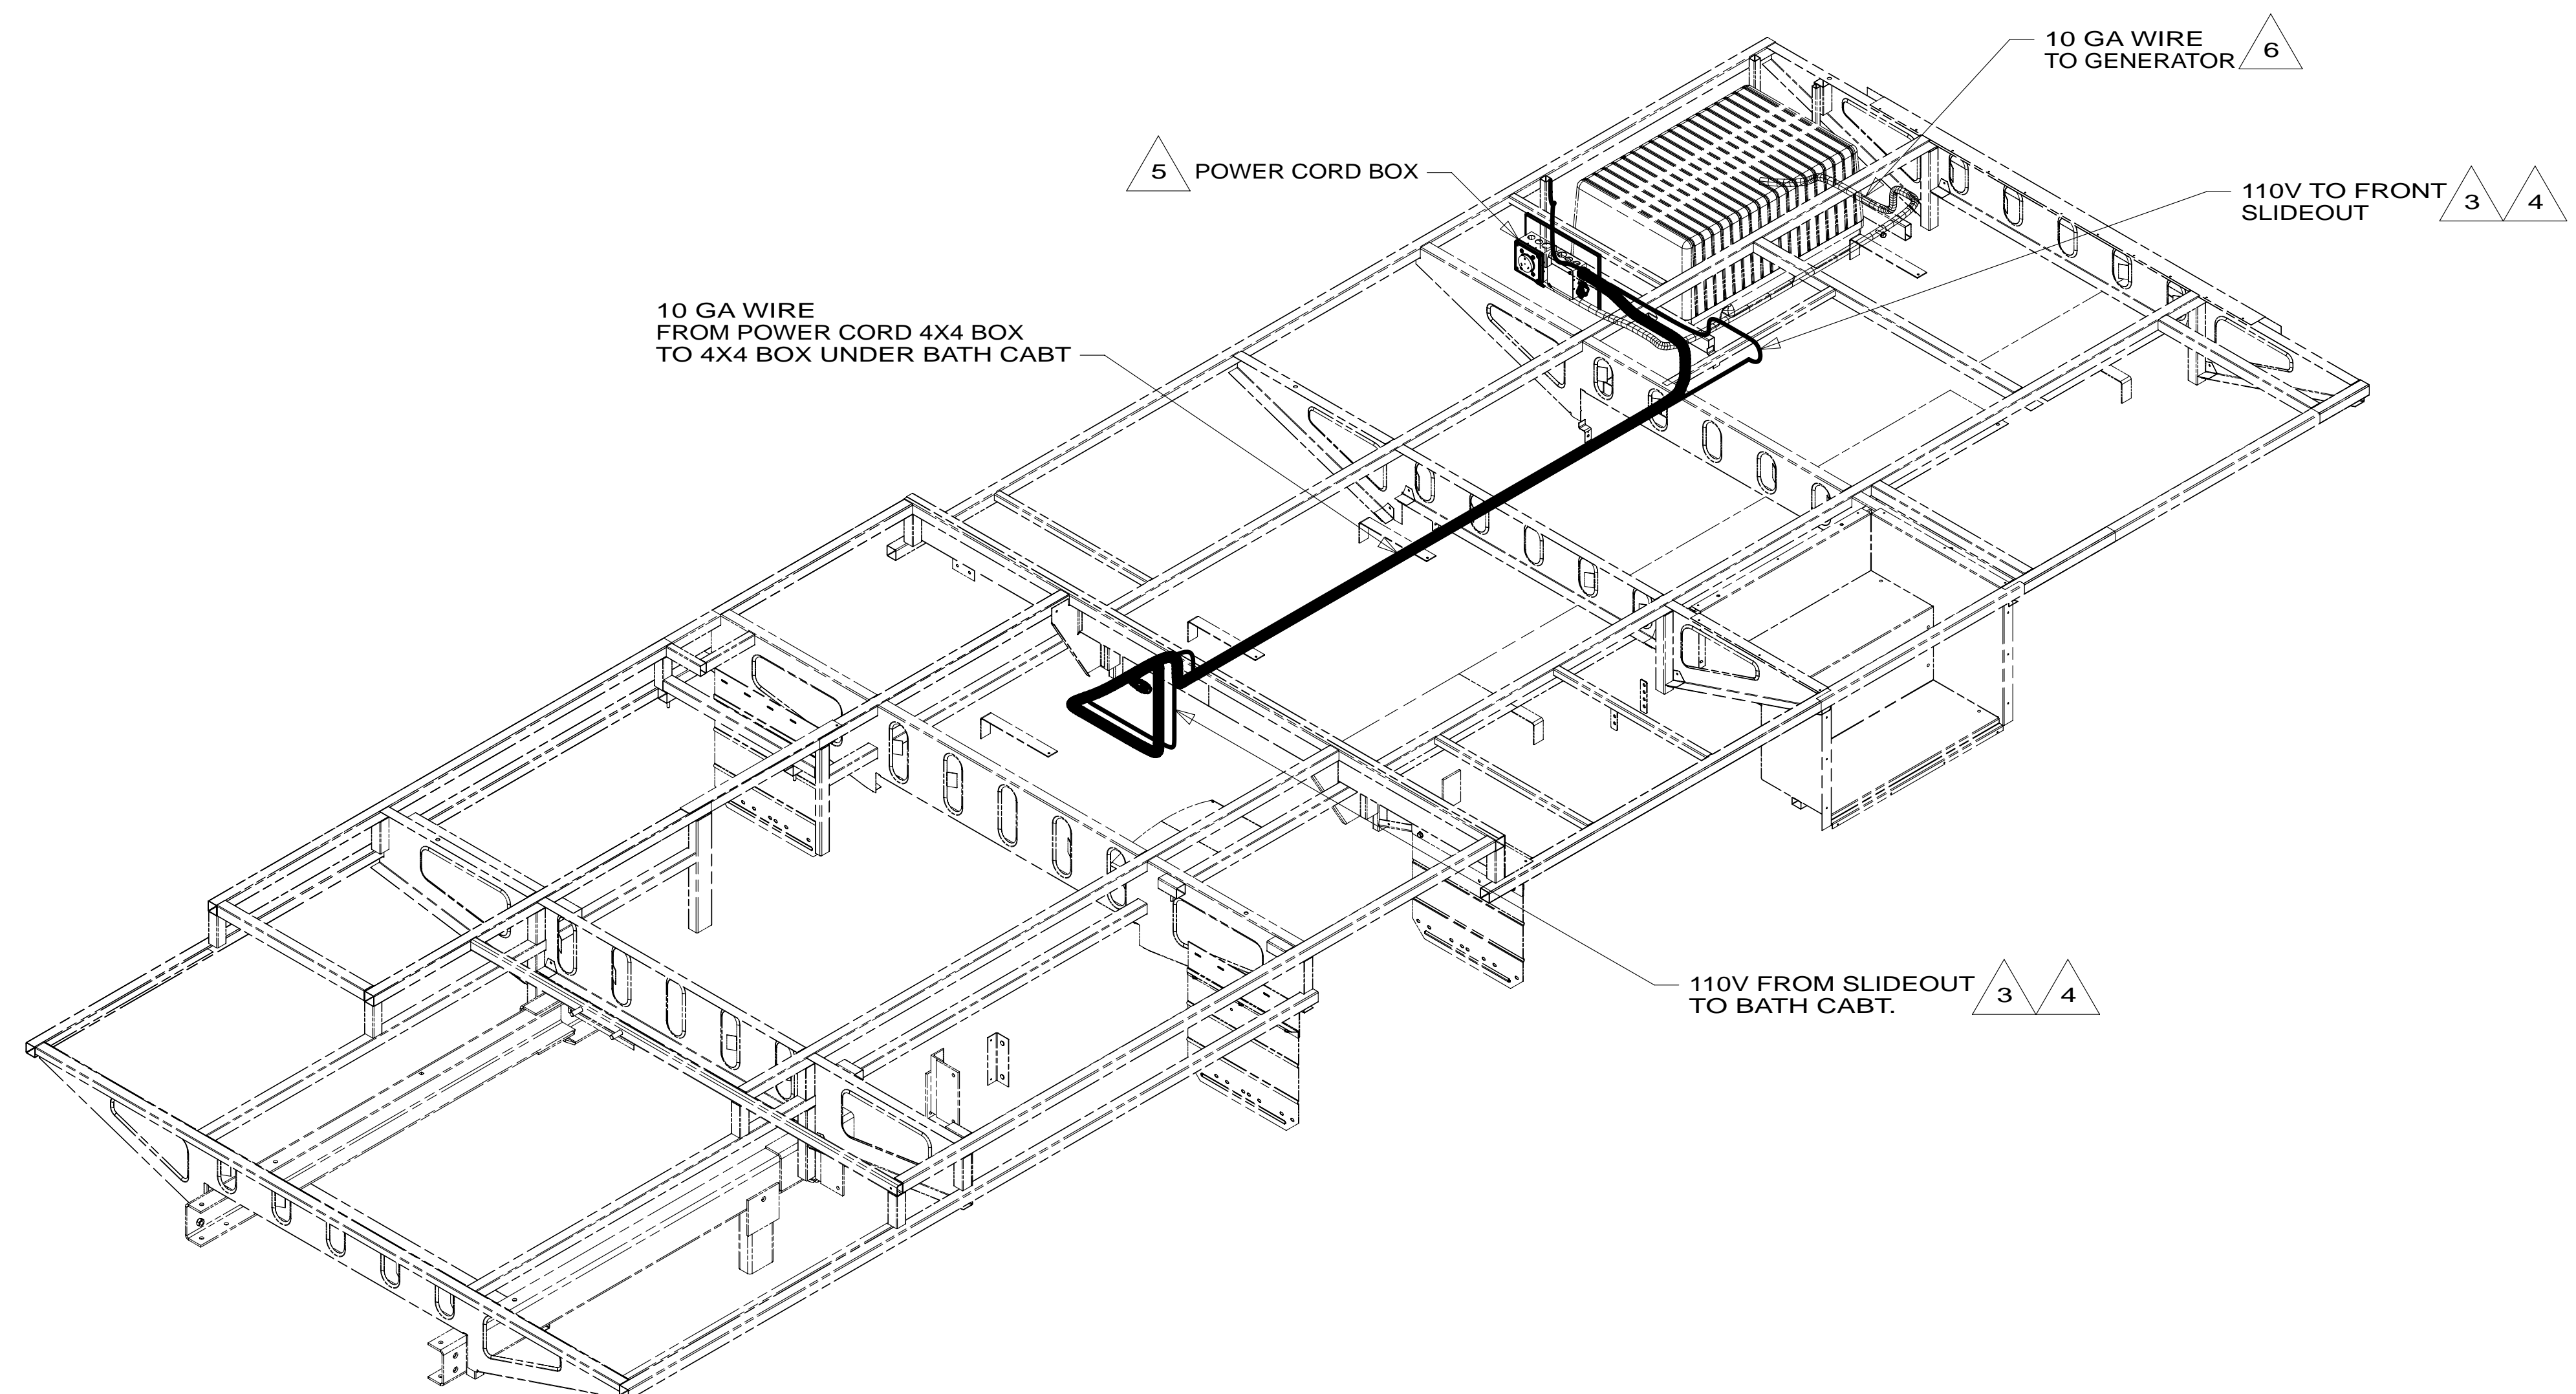 10 GA WIRE
TO GENERATOR 6
5 POWER CORD BOX
110V TO FRONT 3 4
SLIDEOUT
10 GA WIRE
FROM POWER CORD 4X4 BOX
TO 4X4 BOX UNDER BATH CABT
110V FROM SLIDEOUT 3 4
TO BATH CABT.